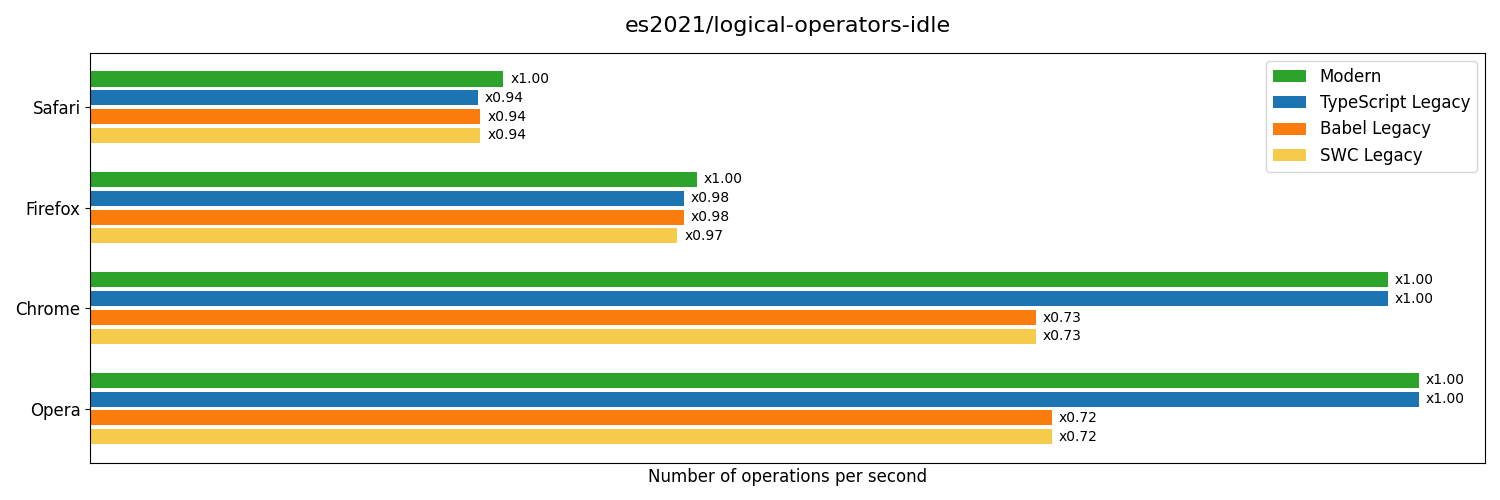 es2021/logical-operators-idle
Modern
TypeScript Legacy
Babel Legacy
SWC Legacy
Safari
x1.00
x0.94
x0.94
x0.94
Firefox
x1.00
x0.98
x0.98
x0.97
Chrome
x1.00
x1.00
x0.73
x0.73
Opera
x1.00
x1.00
x0.72
x0.72
Number of operations per second